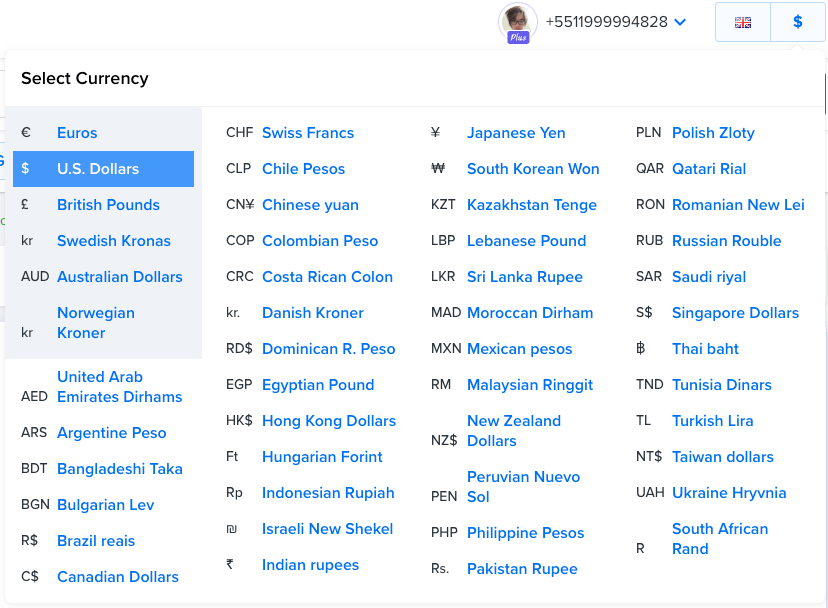 Plus
+5511999994828
$
Select Currency
€ Euros
$ U.S. Dollars
£ British Pounds
kr Swedish Kronas
AUD Australian Dollars
kr Norwegian
Kroner
AED United Arab
Emirates Dirhams
ARS Argentine Peso
BDT Bangladeshi Taka
BGN Bulgarian Lev
R$ Brazil reais
C$ Canadian Dollars
CHF Swiss Francs
CLP Chile Pesos
CN¥ Chinese yuan
COP Colombian Peso
CRC Costa Rican Colon
kr. Danish Kroner
RD$ Dominican R. Peso
EGP Egyptian Pound
HK$ Hong Kong Dollars
Ft Hungarian Forint
Rp Indonesian Rupiah
₪ Israeli New Shekel
₹ Indian rupees
¥ Japanese Yen
₩ South Korean Won
KZT Kazakhstan Tenge
LBP Lebanese Pound
LKR Sri Lanka Rupee
MAD Moroccan Dirham
MXN Mexican pesos
RM Malaysian Ringgit
NZ$ New Zealand
Dollars
PEN Peruvian Nuevo
Sol
PHP Philippine Pesos
Rs. Pakistan Rupee
PLN Polish Zloty
QAR Qatari Rial
RON Romanian New Lei
RUB Russian Rouble
SAR Saudi riyal
S$ Singapore Dollars
฿ Thai baht
TND Tunisia Dinars
TL Turkish Lira
NT$ Taiwan dollars
UAH Ukraine Hryvnia
R South African
Rand